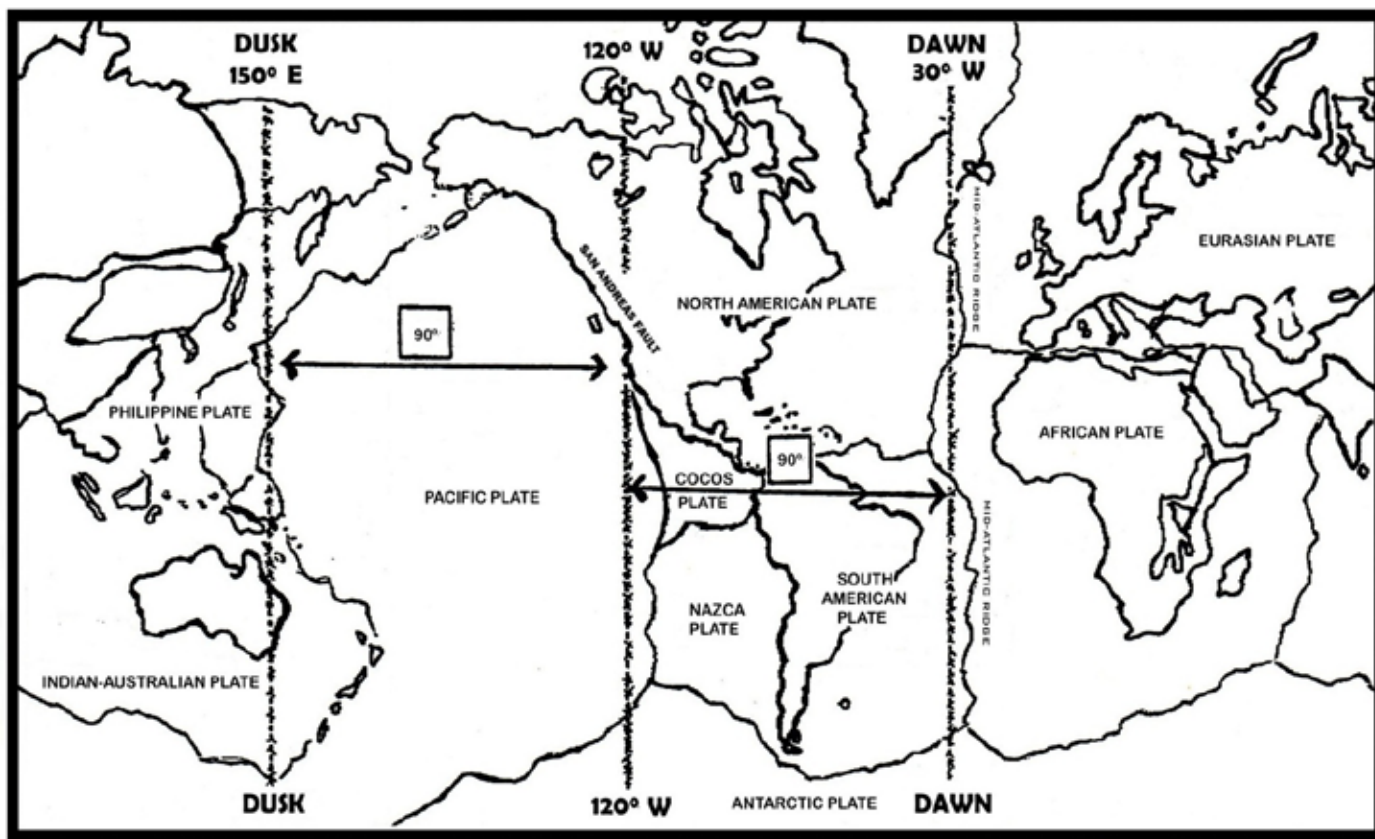 DUSK
150° E
120° W
DAWN
30° W
MID-ATLANTIC RIDGE
EURASIAN PLATE
SAN ANDREAS FAULT
NORTH AMERICAN PLATE
90°
PHILIPPINE PLATE
AFRICAN PLATE
90°
COCOS
PLATE
PACIFIC PLATE
MID-ATLANTIC RIDGE
SOUTH
AMERICAN
PLATE
NAZCA
PLATE
INDIAN-AUSTRALIAN PLATE
DUSK
120° W
ANTARCTIC PLATE
DAWN